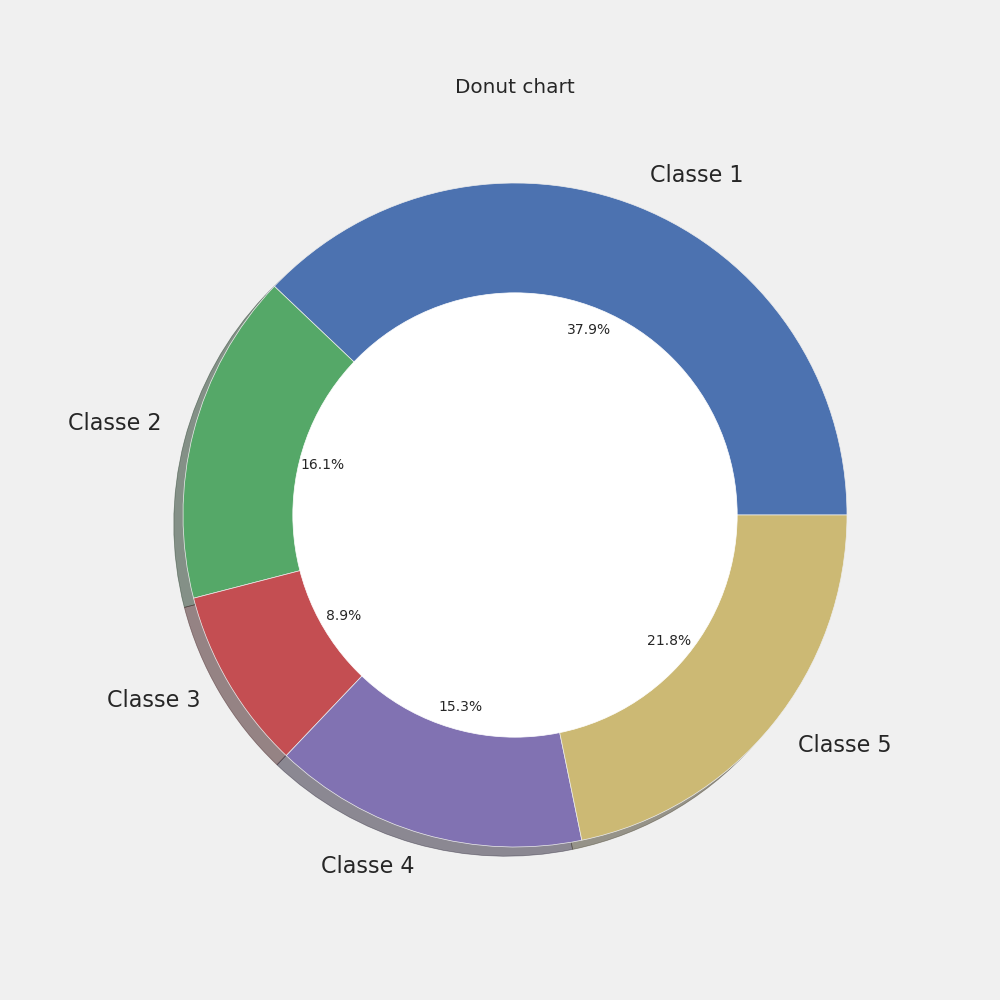 Donut chart
Classe 1
37.9%
Classe 2
16.1%
8.9%
Classe 3
15.3%
Classe 4
21.8%
Classe 5